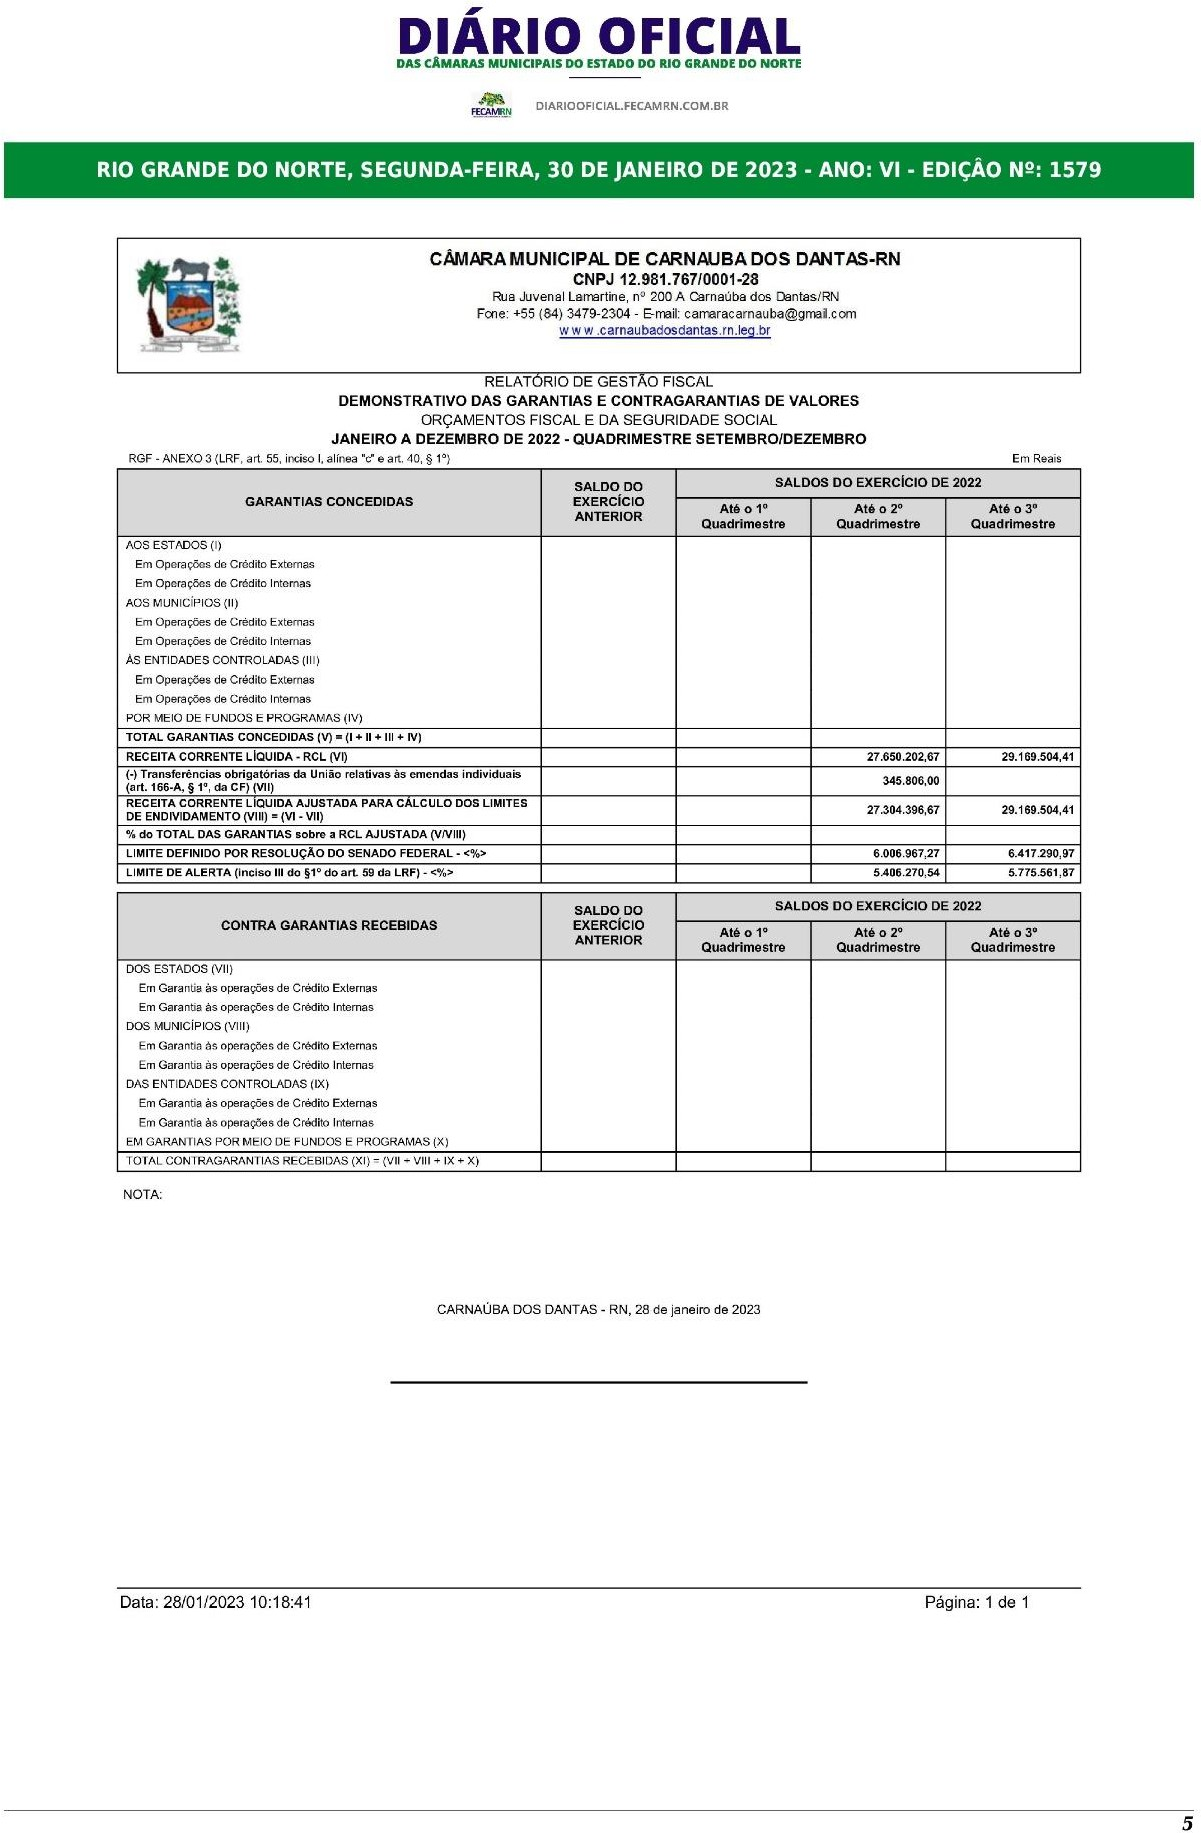 DIÁRIO OFICIAL
DAS CÂMARAS MUNICIPAIS DO ESTADO DO RIO GRANDE DO NORTE
FECAMRN
DIARIOOFICIAL.FECAMRN.COM.BR
RIO GRANDE DO NORTE, SEGUNDA-FEIRA, 30 DE JANEIRO DE 2023 - ANO: VI - EDIÇÃO Nº: 1579
CÂMARA MUNICIPAL DE CARNAUBA DOS DANTAS-RN
CNPJ 12.981.767/0001-28
Rua Juvenal Lamartine, nº 200 A Carnaúba dos Dantas/RN
Fone: +55 (84) 3479-2304 - E-mail: camaracarnauba@gmail.com
www.carnaubadosdantas.rn.leg.br
RELATÓRIO DE GESTÃO FISCAL
DEMONSTRATIVO DAS GARANTIAS E CONTRAGARANTIAS DE VALORES
ORÇAMENTOS FISCAL E DA SEGURIDADE SOCIAL
JANEIRO A DEZEMBRO DE 2022 - QUADRIMESTRE SETEMBRO/DEZEMBRO
RGF - ANEXO 3 (LRF, art. 55, inciso I, alínea "c" e art. 40, § 1º) Em Reais
GARANTIAS CONCEDIDAS
SALDO DO
EXERCÍCIO
ANTERIOR
SALDOS DO EXERCÍCIO DE 2022
Até o 1º Até o 2º Até o 3º
Quadrimestre Quadrimestre Quadrimestre
AOS ESTADOS (I)
Em Operações de Crédito Externas
Em Operações de Crédito Internas
AOS MUNICÍPIOS (II)
Em Operações de Crédito Externas
Em Operações de Crédito Internas
ÀS ENTIDADES CONTROLADAS (III)
Em Operações de Crédito Externas
Em Operações de Crédito Internas
POR MEIO DE FUNDOS E PROGRAMAS (IV)
TOTAL GARANTIAS CONCEDIDAS (V) = (I + II + III + IV)
RECEITA CORRENTE LÍQUIDA - RCL (VI) 27.650.202,67 29.169.504,41
(-) Transferências obrigatórias da União relativas às emendas individuais
(art. 166-A, § 1º, da CF) (VII) 345.806,00
RECEITA CORRENTE LÍQUIDA AJUSTADA PARA CÁLCULO DOS LIMITES
DE ENDIVIDAMENTO (VIII) = (VI - VII) 27.304.396,67 29.169.504,41
% do TOTAL DAS GARANTIAS sobre a RCL AJUSTADA (V/VIII)
LIMITE DEFINIDO POR RESOLUÇÃO DO SENADO FEDERAL - <%> 6.006.967,27 6.417.290,97
LIMITE DE ALERTA (inciso III do §1º do art. 59 da LRF) - <%> 5.406.270,54 5.775.561,87
CONTRA GARANTIAS RECEBIDAS
SALDO DO
EXERCÍCIO
ANTERIOR
SALDOS DO EXERCÍCIO DE 2022
Até o 1º Até o 2º Até o 3º
Quadrimestre Quadrimestre Quadrimestre
DOS ESTADOS (VII)
Em Garantia às operações de Crédito Externas
Em Garantia às operações de Crédito Internas
DOS MUNICÍPIOS (VIII)
Em Garantia às operações de Crédito Externas
Em Garantia às operações de Crédito Internas
DAS ENTIDADES CONTROLADAS (IX)
Em Garantia às operações de Crédito Externas
Em Garantia às operações de Crédito Internas
EM GARANTIAS POR MEIO DE FUNDOS E PROGRAMAS (X)
TOTAL CONTRAGARANTIAS RECEBIDAS (XI) = (VII + VIII + IX + X)
NOTA:
CARNAÚBA DOS DANTAS - RN, 28 de janeiro de 2023
Data: 28/01/2023 10:18:41 Página: 1 de 1
5